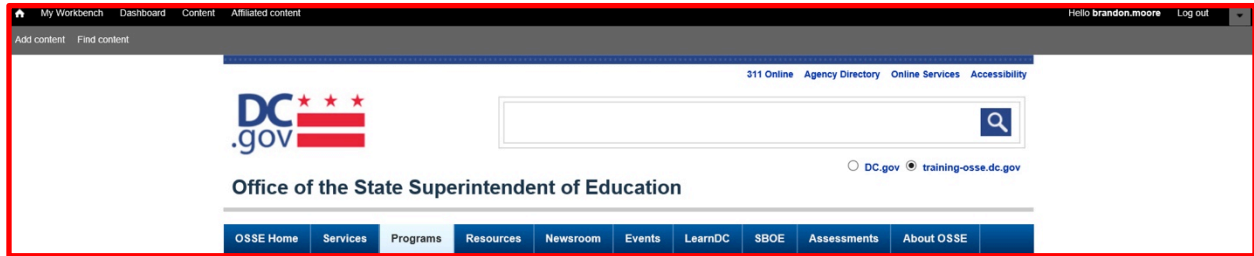 My Workbench Dashboard Content Affiliated content Hello brandon.moore Log out
Add content Find content
311 Online Agency Directory Online Services Accessibility
DC
.gov
DC.gov training-osse.dc.gov
Office of the State Superintendent of Education
OSSE Home Services Programs Resources Newsroom Events LearnDC SBOE Assessments About OSSE